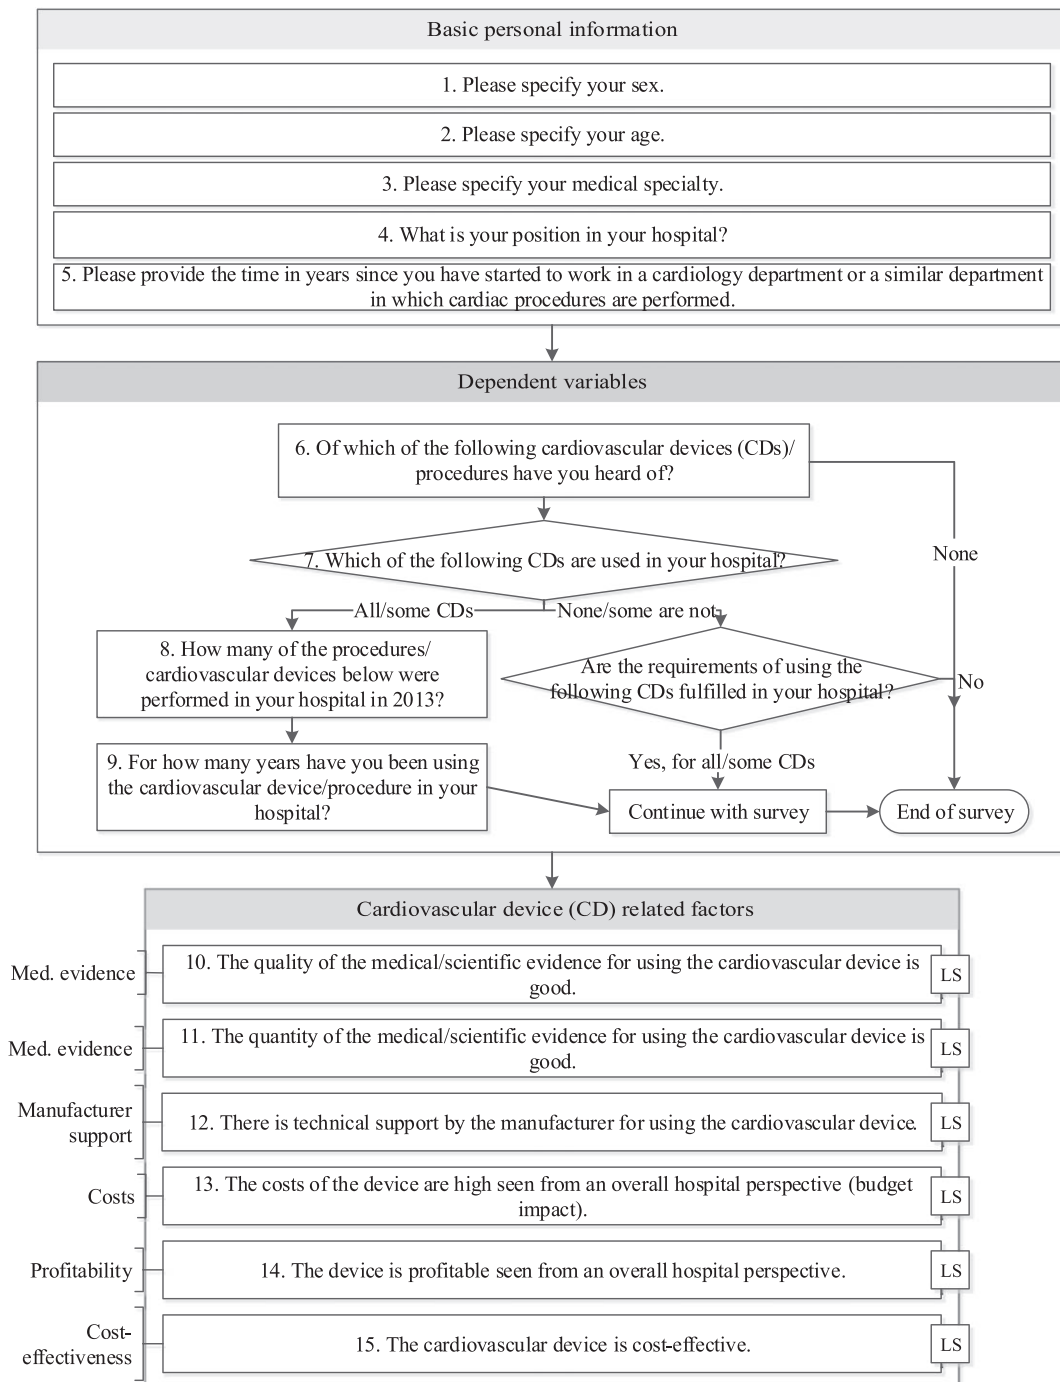 Basic personal information
1. Please specify your sex.
2. Please specify your age.
3. Please specify your medical specialty.
4. What is your position in your hospital?
5. Please provide the time in years since you have started to work in a cardiology department or a similar department
in which cardiac procedures are performed.
Dependent variables
6. Of which of the following cardiovascular devices (CDs)/
procedures have you heard of?
None
7. Which of the following CDs are used in your hospital?
All/some CDs
None/some are not
8. How many of the procedures/
cardiovascular devices below were
performed in your hospital in 2013?
Are the requirements of using the
following CDs fulfilled in your hospital?
No
Yes, for all/some CDs
9. For how many years have you been using
the cardiovascular device/procedure in your
hospital?
Continue with survey
End of survey
Cardiovascular device (CD) related factors
Med. evidence
10. The quality of the medical/scientific evidence for using the cardiovascular device is
good.
LS
Med. evidence
11. The quantity of the medical/scientific evidence for using the cardiovascular device is
good.
LS
Manufacturer
support
12. There is technical support by the manufacturer for using the cardiovascular device.
LS
Costs
13. The costs of the device are high seen from an overall hospital perspective (budget
impact).
LS
Profitability
14. The device is profitable seen from an overall hospital perspective.
LS
Cost-
effectiveness
15. The cardiovascular device is cost-effective.
LS